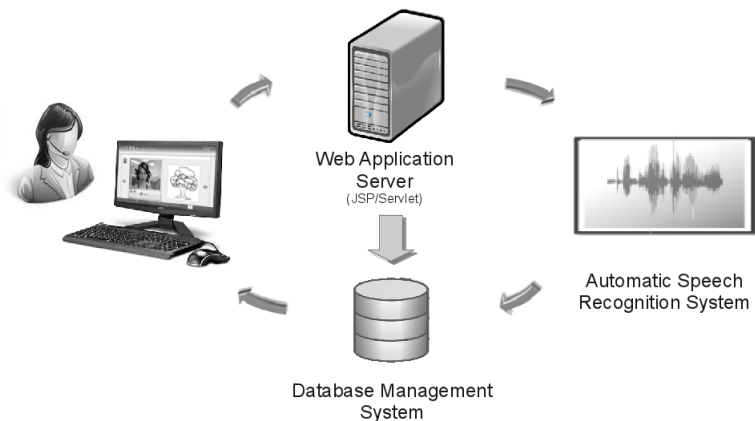 Web Application
Server
(JSP/Servlet)
Automatic Speech
Recognition System
Database Management
System